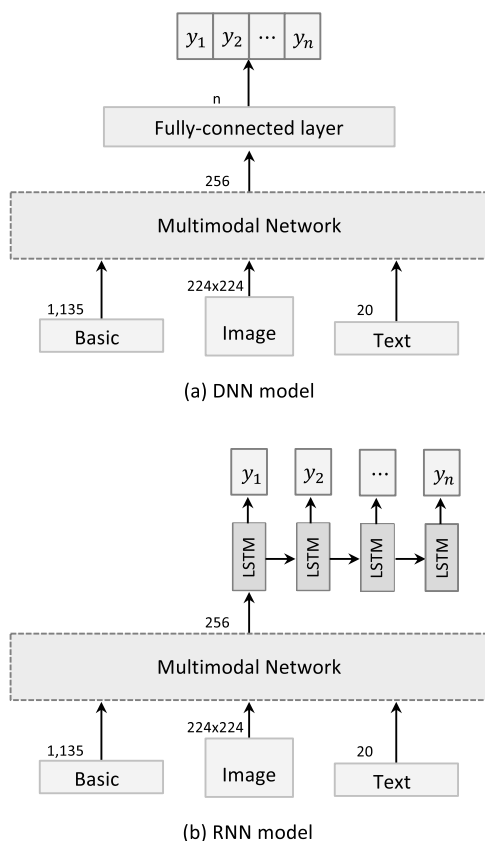 y₁ y₂ ⋯ yₙ
n
Fully-connected layer
256
Multimodal Network
1,135 224x224 20
Basic Image Text
(a) DNN model
y₁ y₂ ⋯ yₙ
LSTM LSTM LSTM LSTM
256
Multimodal Network
1,135 224x224 20
Basic Image Text
(b) RNN model